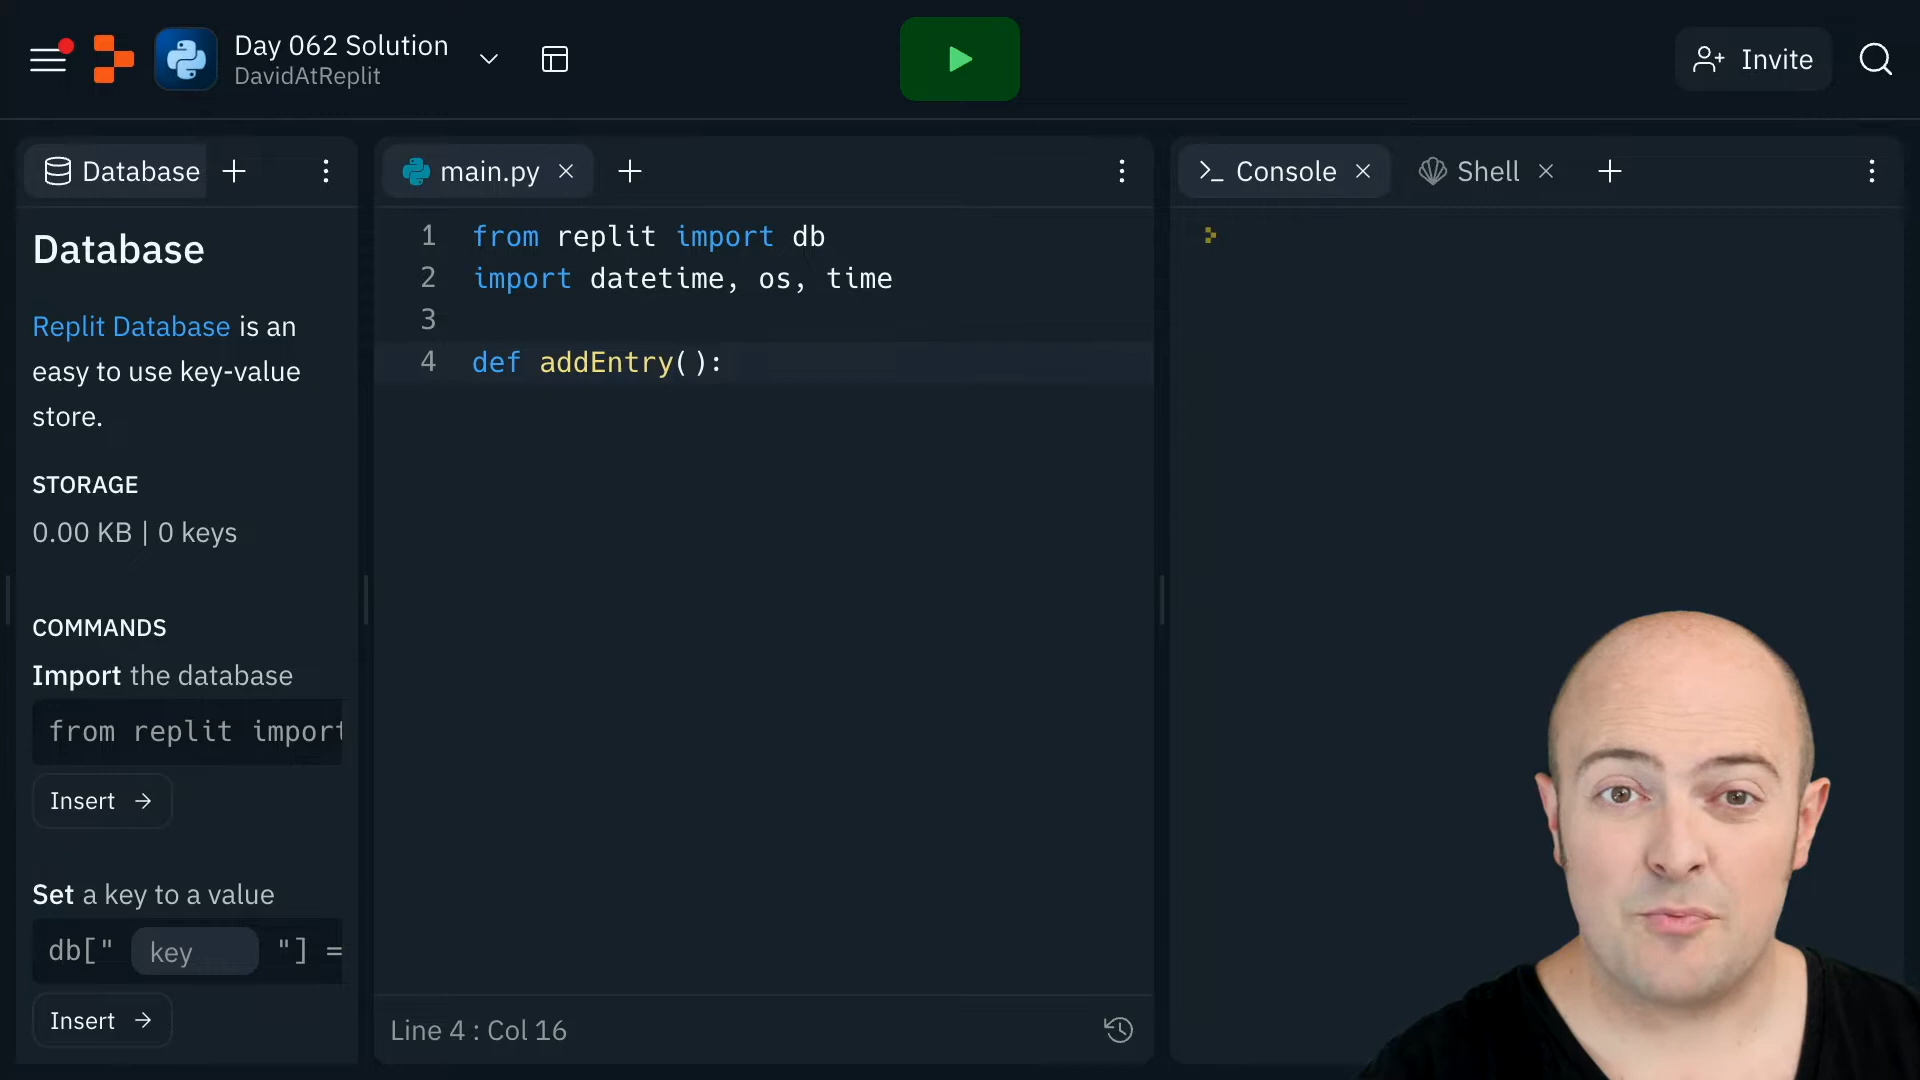 Day 062 Solution
DavidAtReplit
Invite
Database
main.py
Console
Shell
Database
Replit Database is an
easy to use key-value
store.
STORAGE
0.00 KB | 0 keys
COMMANDS
Import the database
from replit import
Insert →
Set a key to a value
db[" key "] =
Insert →
1 from replit import db
2 import datetime, os, time
3
4 def addEntry():
Line 4 : Col 16